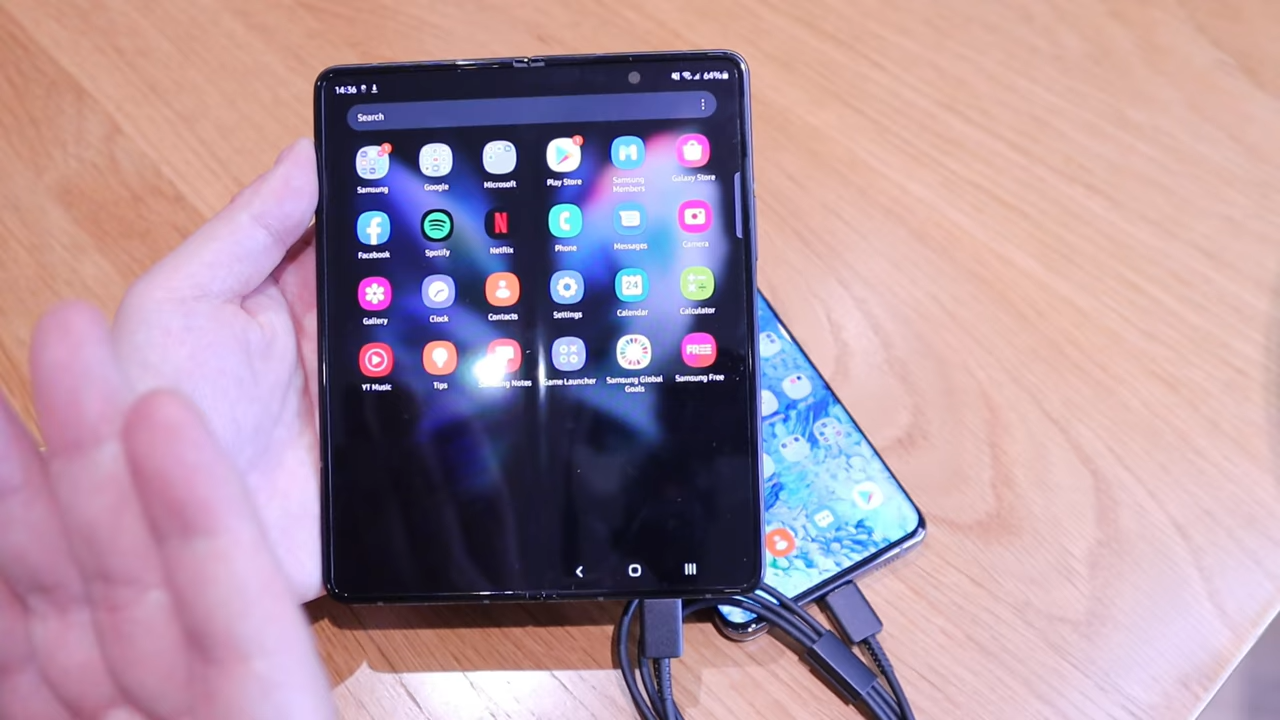 14:36
64%
Search
1
1
Samsung
Google
Microsoft
Play Store
Samsung
Members
Galaxy Store
Facebook
Spotify
Netflix
Phone
Messages
Camera
24
Gallery
Clock
Contacts
Settings
Calendar
Calculator
FREE
YT Music
Tips
Samsung Notes
Game Launcher
Samsung Global
Goals
Samsung Free